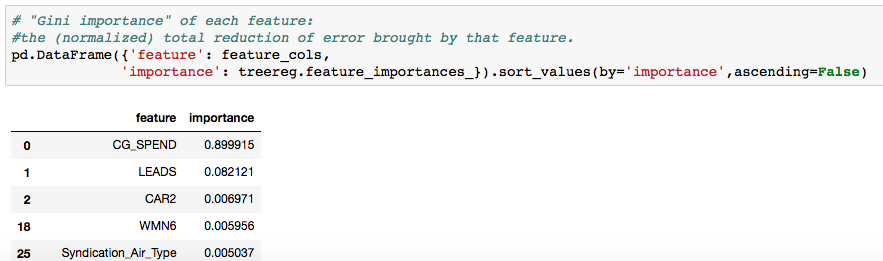 # "Gini importance" of each feature:
#the (normalized) total reduction of error brought by that feature.
pd.DataFrame({'feature': feature_cols,
'importance': treereg.feature_importances_}).sort_values(by='importance',ascending=False)
feature importance
0 CG_SPEND 0.899915
1 LEADS 0.082121
2 CAR2 0.006971
18 WMN6 0.005956
25 Syndication_Air_Type 0.005037